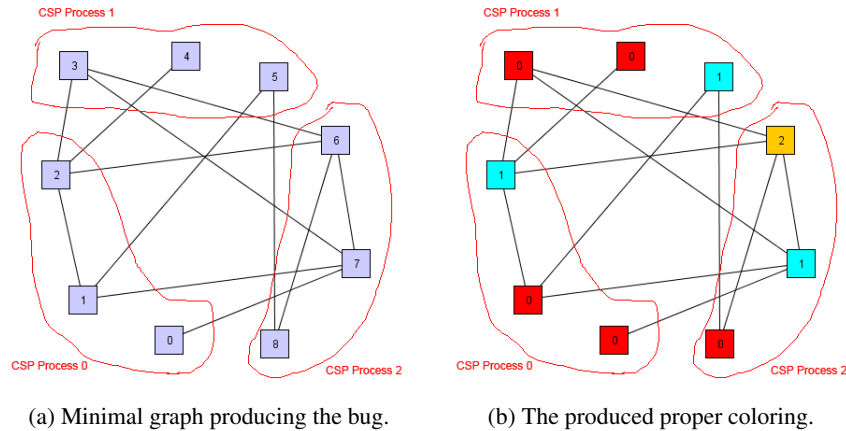 CSP Process 1
3
4
5
6
2
7
1
0
8
CSP Process 0
CSP Process 2
(a) Minimal graph producing the bug.
CSP Process 1
0
0
1
2
1
1
0
0
0
CSP Process 0
CSP Process 2
(b) The produced proper coloring.